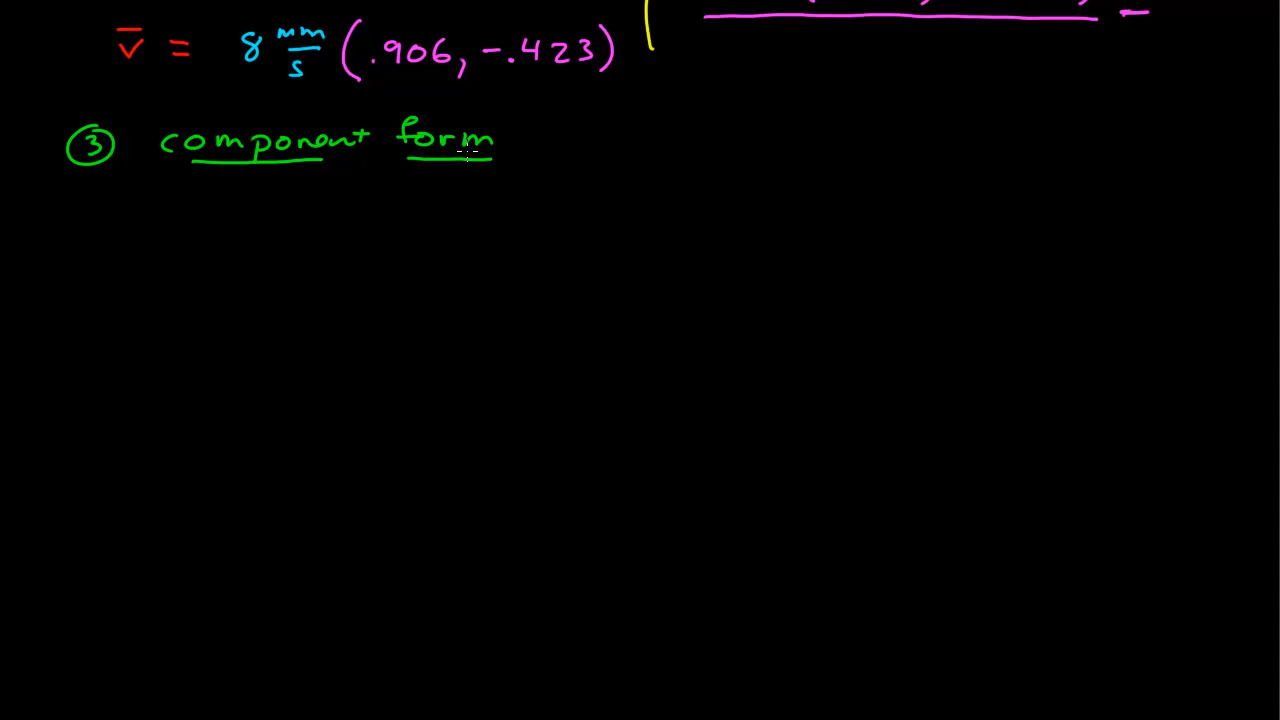 v̄ = 8 mm/s (.906, -.423)
③ component form